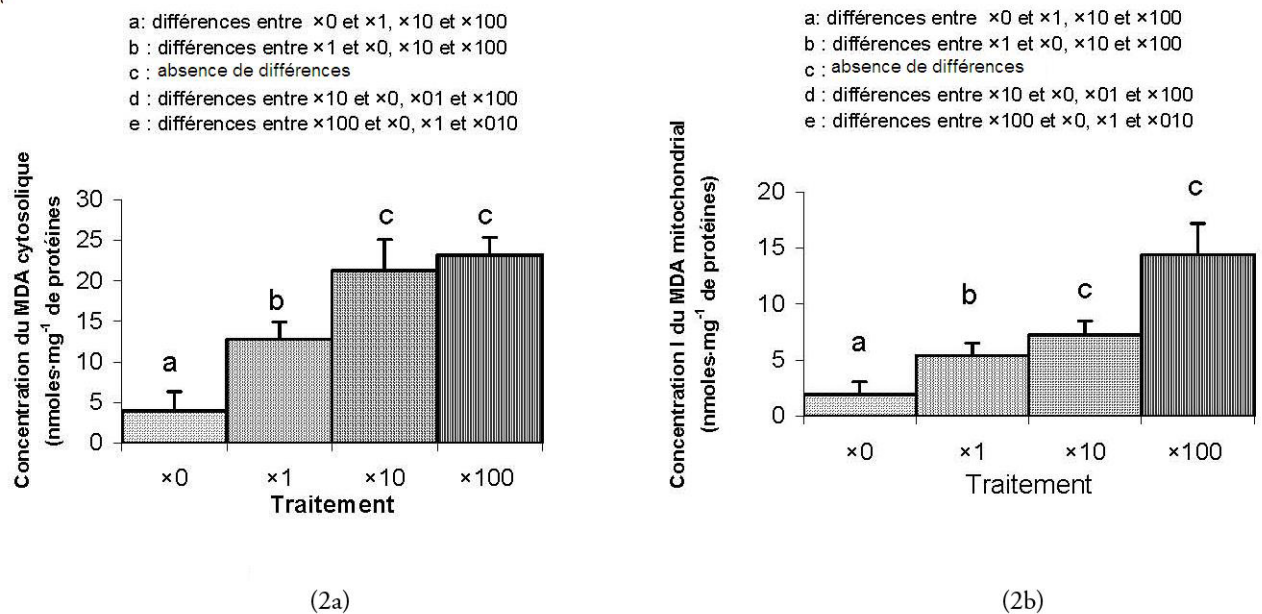 a: différences entre ×0 et ×1, ×10 et ×100
b : différences entre ×1 et ×0, ×10 et ×100
c : absence de différences
d : différences entre ×10 et ×0, ×01 et ×100
e : différences entre ×100 et ×0, ×1 et ×010
Concentration du MDA cytosolique
(nmoles·mg⁻¹ de protéines
30
25
20
15
10
5
0
a
b
c
c
×0
×1
×10
×100
Traitement
(2a)
a: différences entre ×0 et ×1, ×10 et ×100
b : différences entre ×1 et ×0, ×10 et ×100
c : absence de différences
d : différences entre ×10 et ×0, ×01 et ×100
e : différences entre ×100 et ×0, ×1 et ×010
Concentration l du MDA mitochondrial
(nmoles·mg⁻¹ de protéines)
20
15
10
5
0
a
b
c
c
×0
×1
×10
×100
Traitement
(2b)